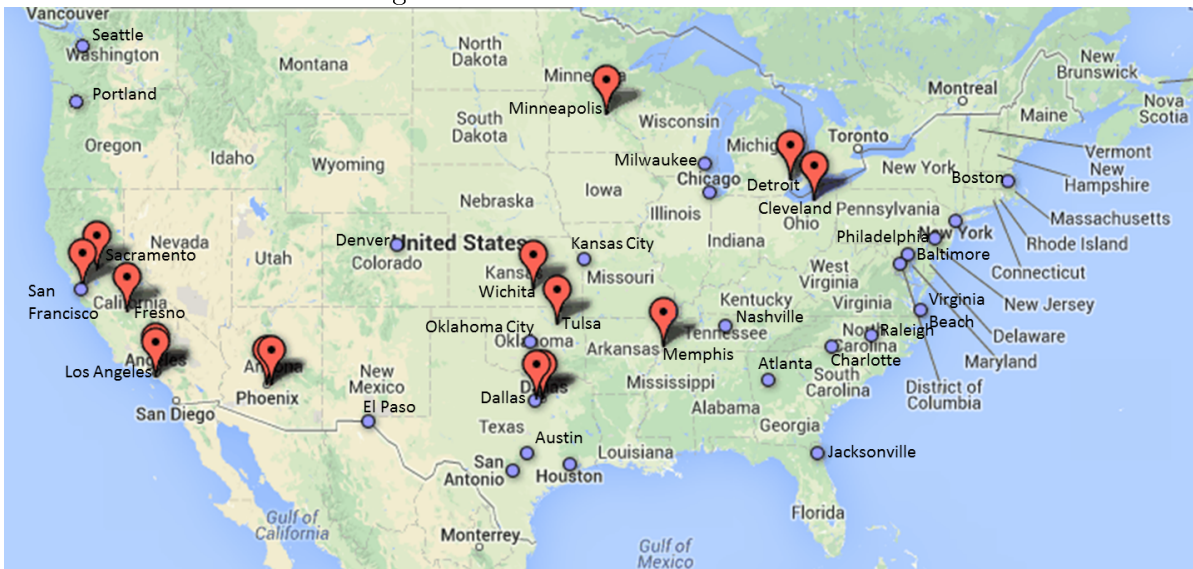 Vancouver
Seattle
Washington
Montana
North
Dakota
Portland
Oregon
Idaho
Wyoming
South
Dakota
Minneapolis
Wisconsin
Milwaukee
Chicago
Detroit
Cleveland
Toronto
Montreal
New
Brunswick
Nova
Scotia
Maine
Vermont
New
Hampshire
Boston
New York
Massachusetts
Rhode Island
Connecticut
New Jersey
Delaware
Maryland
District of
Columbia
Pennsylvania
Philadelphia
New York
Baltimore
Nebraska
Iowa
Illinois
Indiana
Ohio
West
Virginia
Virginia
Virginia
Beach
Sacramento
Nevada
Utah
Denver
Colorado
United States
Kansas City
Kansas
Wichita
Missouri
Kentucky
Nashville
San
Francisco
California
Fresno
Tulsa
Oklahoma City
Oklahoma
Arkansas
Memphis
Tennessee
North
Carolina
Raleigh
Charlotte
South
Carolina
Atlanta
Los Angeles
Angeles
San Diego
Arizona
Phoenix
New
Mexico
El Paso
Dallas
Dallas
Texas
Mississippi
Alabama
Georgia
Austin
San
Antonio
Houston
Louisiana
Jacksonville
Florida
Gulf of
California
Monterrey
Gulf of
Mexico